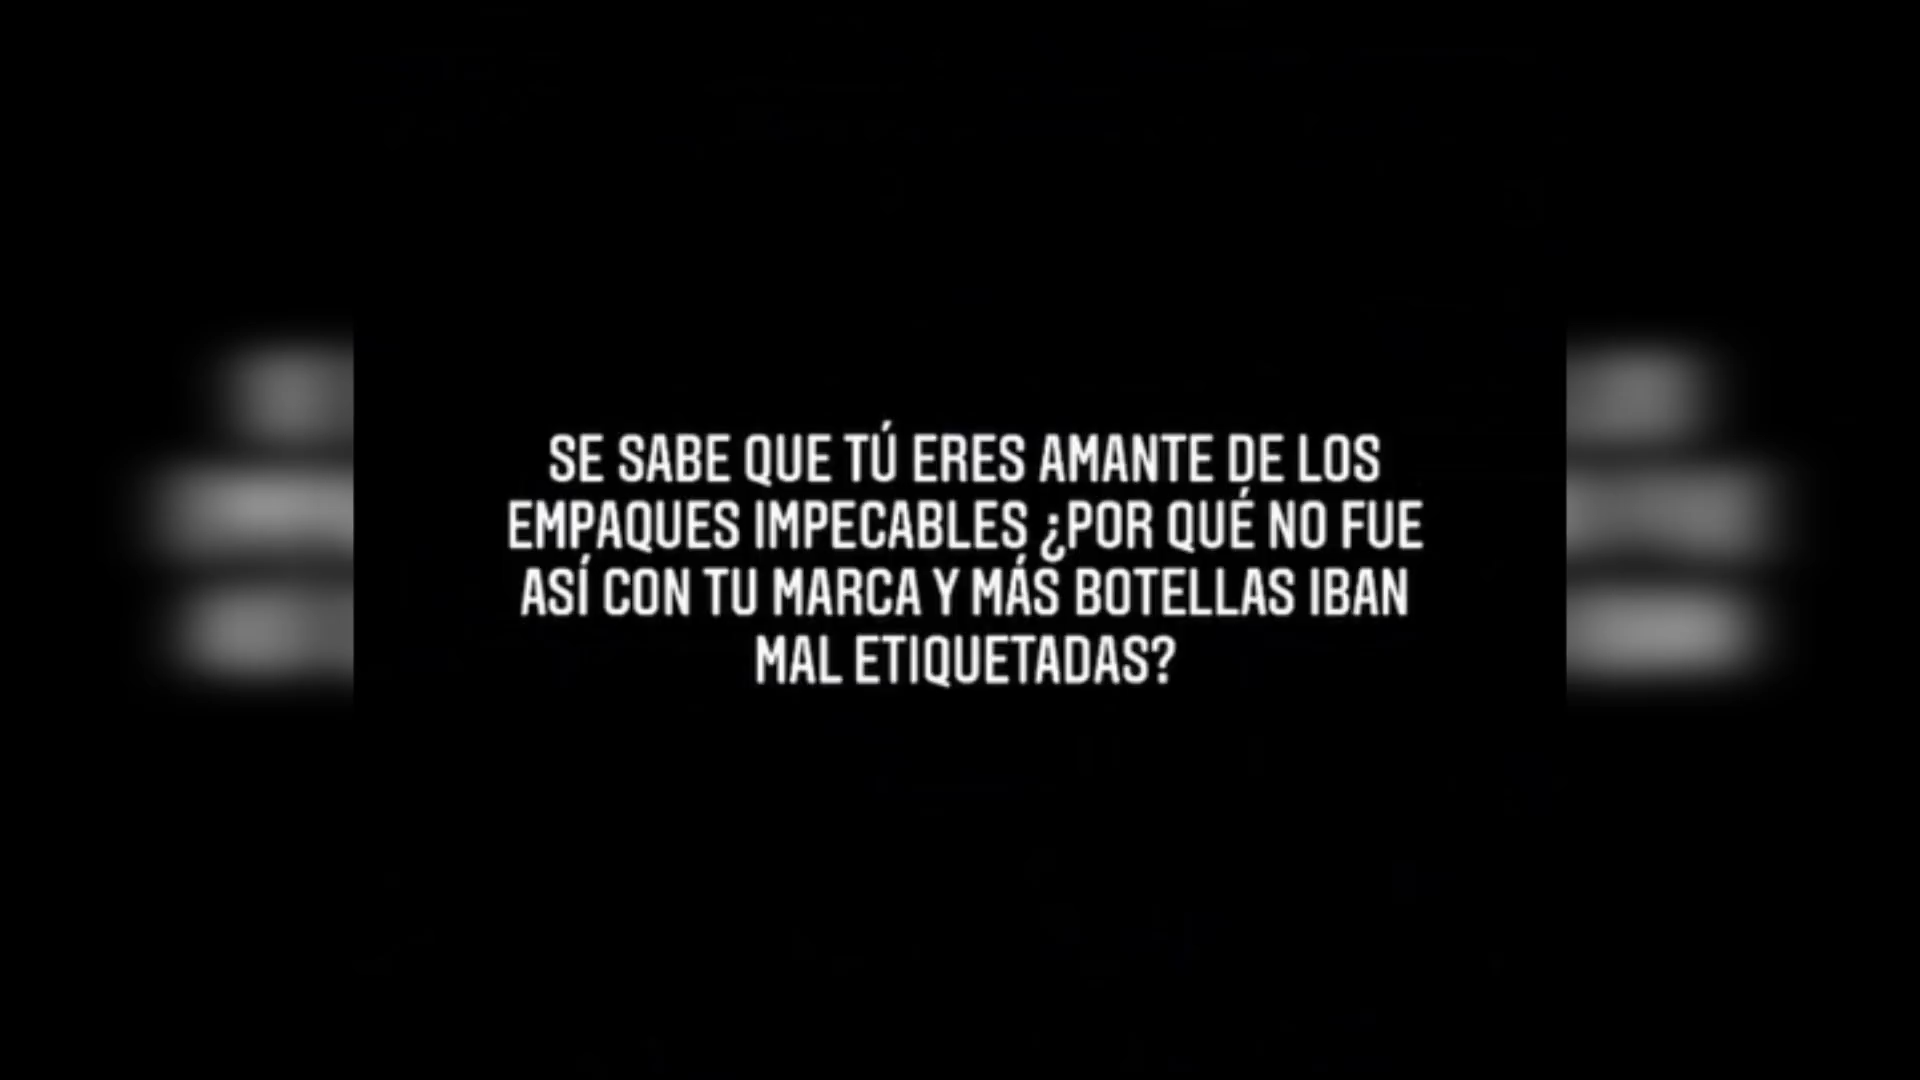 SE SABE QUE TÚ ERES AMANTE DE LOS
EMPAQUES IMPECABLES ¿POR QUÉ NO FUE
ASÍ CON TU MARCA Y MÁS BOTELLAS IBAN
MAL ETIQUETADAS?